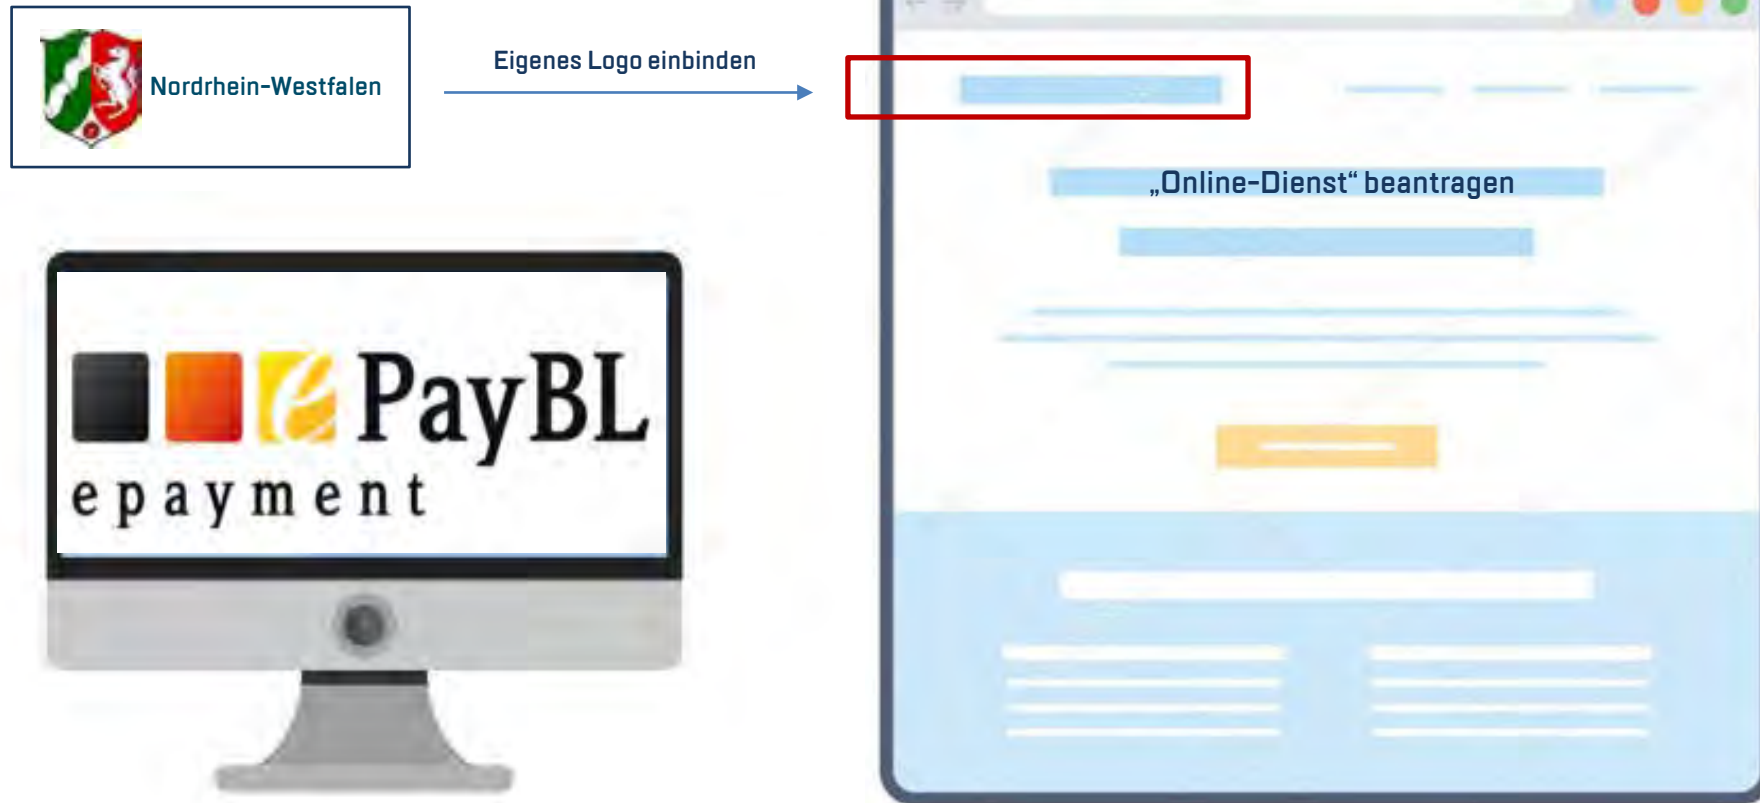 Nordrhein-Westfalen
Eigenes Logo einbinden
„Online-Dienst“ beantragen
e PayBL
epayment